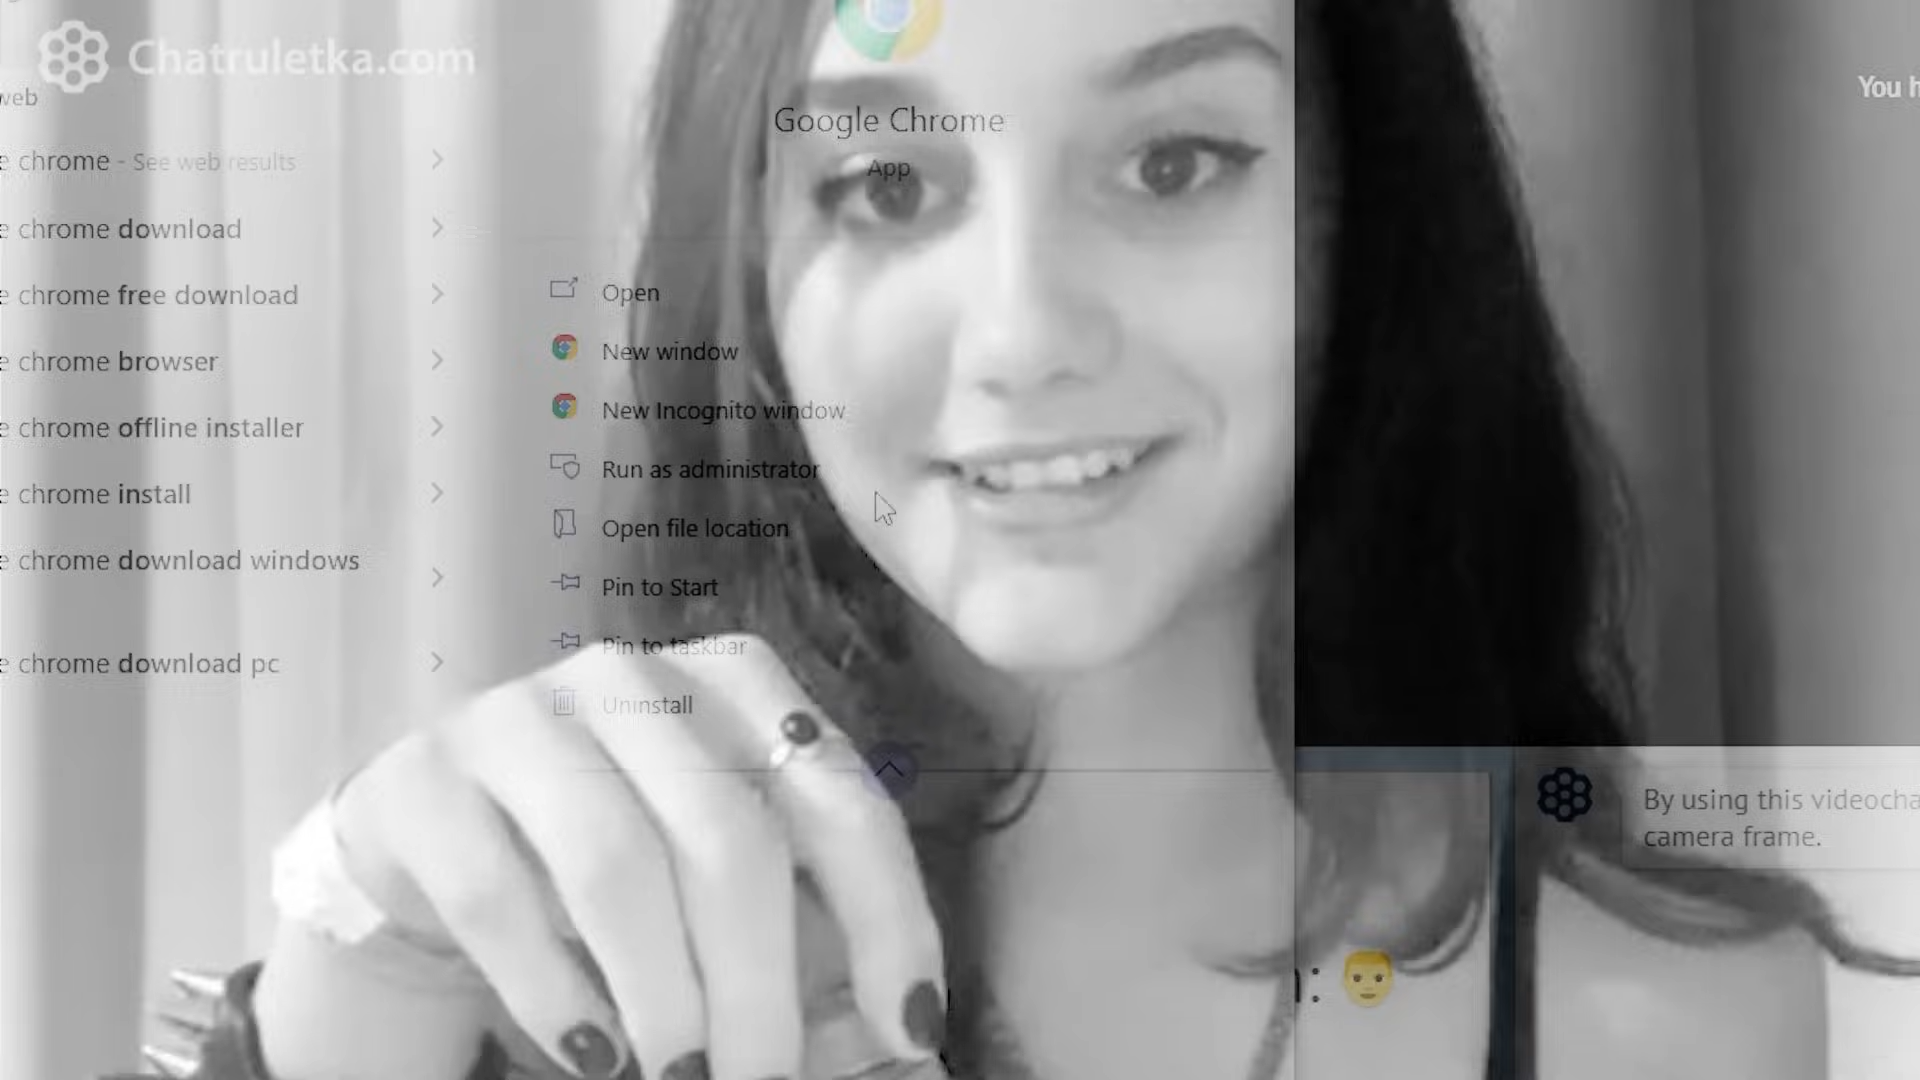 Chatruletka.com
web
e chrome - See web results
e chrome download
e chrome free download
e chrome browser
e chrome offline installer
e chrome install
e chrome download windows
e chrome download pc
Google Chrome
App
Open
New window
New Incognito window
Run as administrator
Open file location
Pin to Start
Pin to taskbar
Uninstall
You h
By using this videocha
camera frame.
: